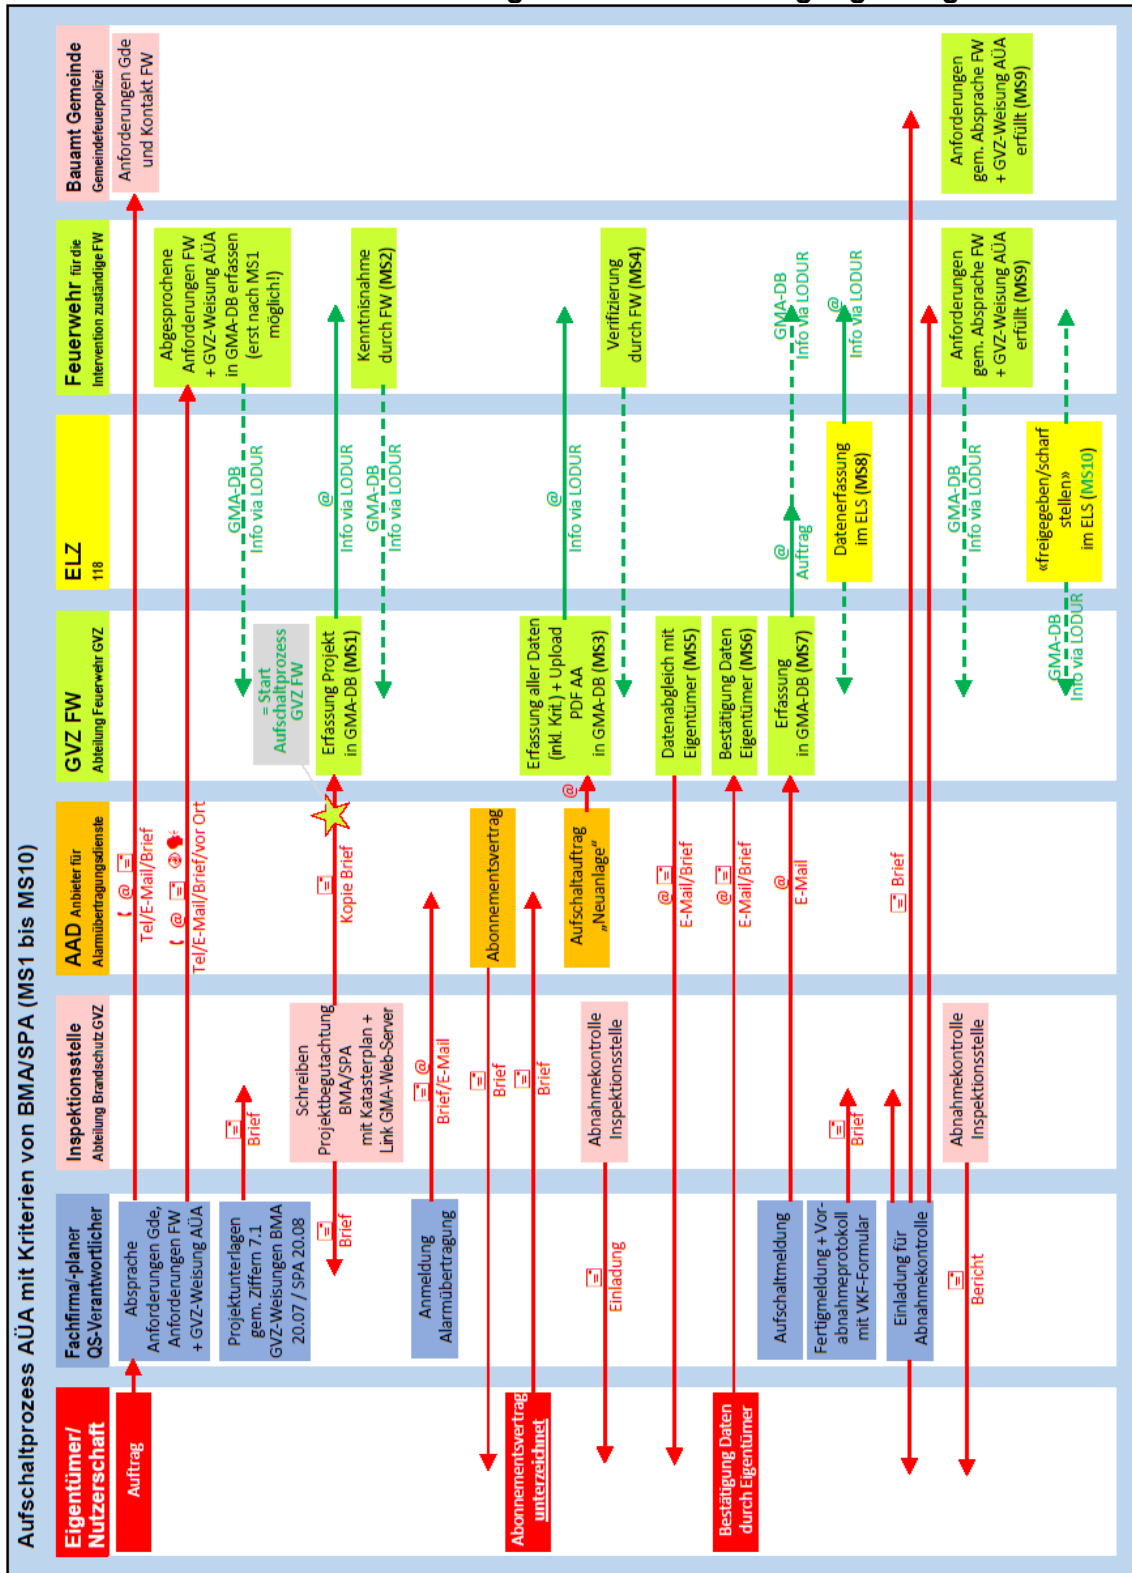 Aufschaltprozess AÜA mit Kriterien von BMA/SPA (MS1 bis MS10)
Eigentümer/
Nutzerschaft
Fachfirma/-planer
QS-Verantwortlicher
Inspektionsstelle
Abteilung Brandschutz GVZ
AAD Anbieter für
Alarmübertragungsdienste
GVZ FW
Abteilung Feuerwehr GVZ
ELZ
118
Feuerwehr für die
Intervention zuständige FW
Bauamt Gemeinde
Gemeindefeuerpolizei
Auftrag
Absprache
Anforderungen Gde,
Anforderungen FW
+ GVZ-Weisung AÜA
@
Tel/E-Mail/Brief
Anforderungen Gde
und Kontakt FW
@
Tel/E-Mail/Brief/vor Ort
Abgesprochene
Anforderungen FW
+ GVZ-Weisung AÜA
in GMA-DB erfassen
(erst nach MS1
möglich!)
GMA-DB
Info via LODUR
Projektunterlagen
gem. Ziffern 7.1
GVZ-Weisungen BMA
20.07 / SPA 20.08
Brief
= Start
Aufschaltprozess
GVZ FW
Brief
Schreiben
Projektbegutachtung
BMA/SPA
mit Katasterplan +
Link GMA-Web-Server
Kopie Brief
Erfassung Projekt
in GMA-DB (MS1)
@
Info via LODUR
GMA-DB
Info via LODUR
Kenntnisnahme
durch FW (MS2)
Anmeldung
Alarmübertragung
@
Brief/E-Mail
Abonnementsvertrag
Brief
Abonnementsvertrag
unterzeichnet
Brief
Aufschaltauftrag
„Neuanlage“
@
Erfassung aller Daten
(inkl. Krit.) + Upload
PDF AA
in GMA-DB (MS3)
@
Info via LODUR
Verifizierung
durch FW (MS4)
Einladung
Abnahmekontrolle
Inspektionsstelle
@
E-Mail/Brief
Datenabgleich mit
Eigentümer (MS5)
Bestätigung Daten
durch Eigentümer
@
E-Mail/Brief
Bestätigung Daten
Eigentümer (MS6)
Aufschaltmeldung
@
E-Mail
Erfassung
in GMA-DB (MS7)
@
Auftrag
GMA-DB
Info via LODUR
Datenerfassung
im ELS (MS8)
@
Info via LODUR
Fertigmeldung + Vor-
abnahmeprotokoll
mit VKF-Formular
Brief
Einladung für
Abnahmekontrolle
Brief
Bericht
Abnahmekontrolle
Inspektionsstelle
GMA-DB
Info via LODUR
Anforderungen
gem. Absprache FW
+ GVZ-Weisung AÜA
erfüllt (MS9)
Anforderungen
gem. Absprache FW
+ GVZ-Weisung AÜA
erfüllt (MS9)
GMA-DB
Info via LODUR
«freigegeben/scharf
stellen»
im ELS (MS10)